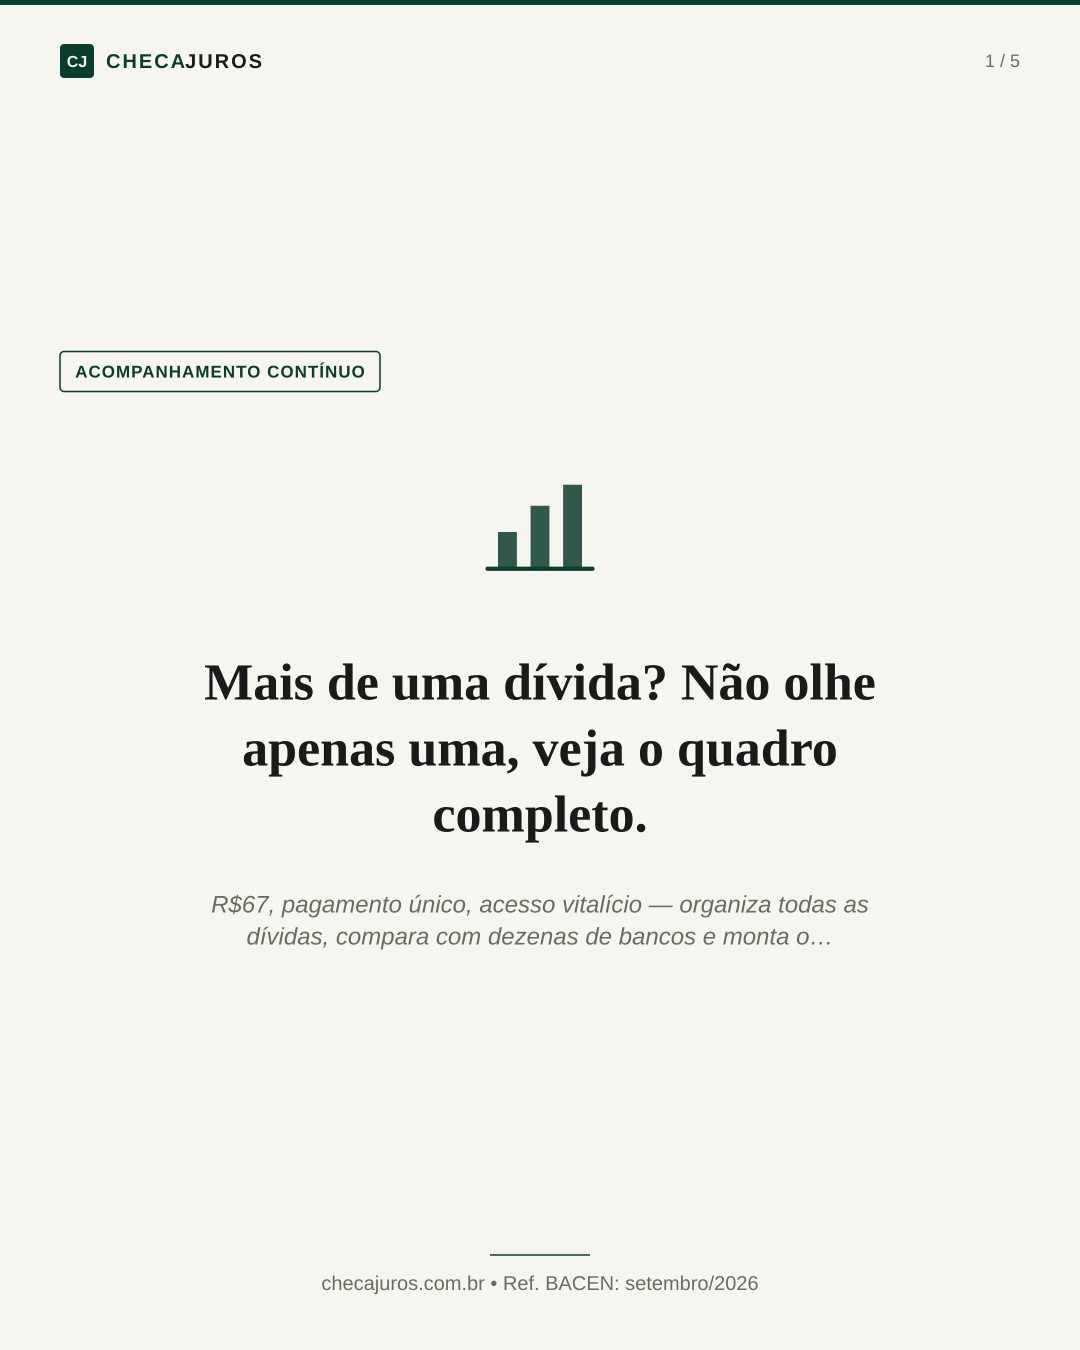 CJ CHECAJUROS
1 / 5
ACOMPANHAMENTO CONTÍNUO
Mais de uma dívida? Não olhe
apenas uma, veja o quadro
completo.
R$67, pagamento único, acesso vitalício — organiza todas as
dívidas, compara com dezenas de bancos e monta o…
checajuros.com.br • Ref. BACEN: setembro/2026